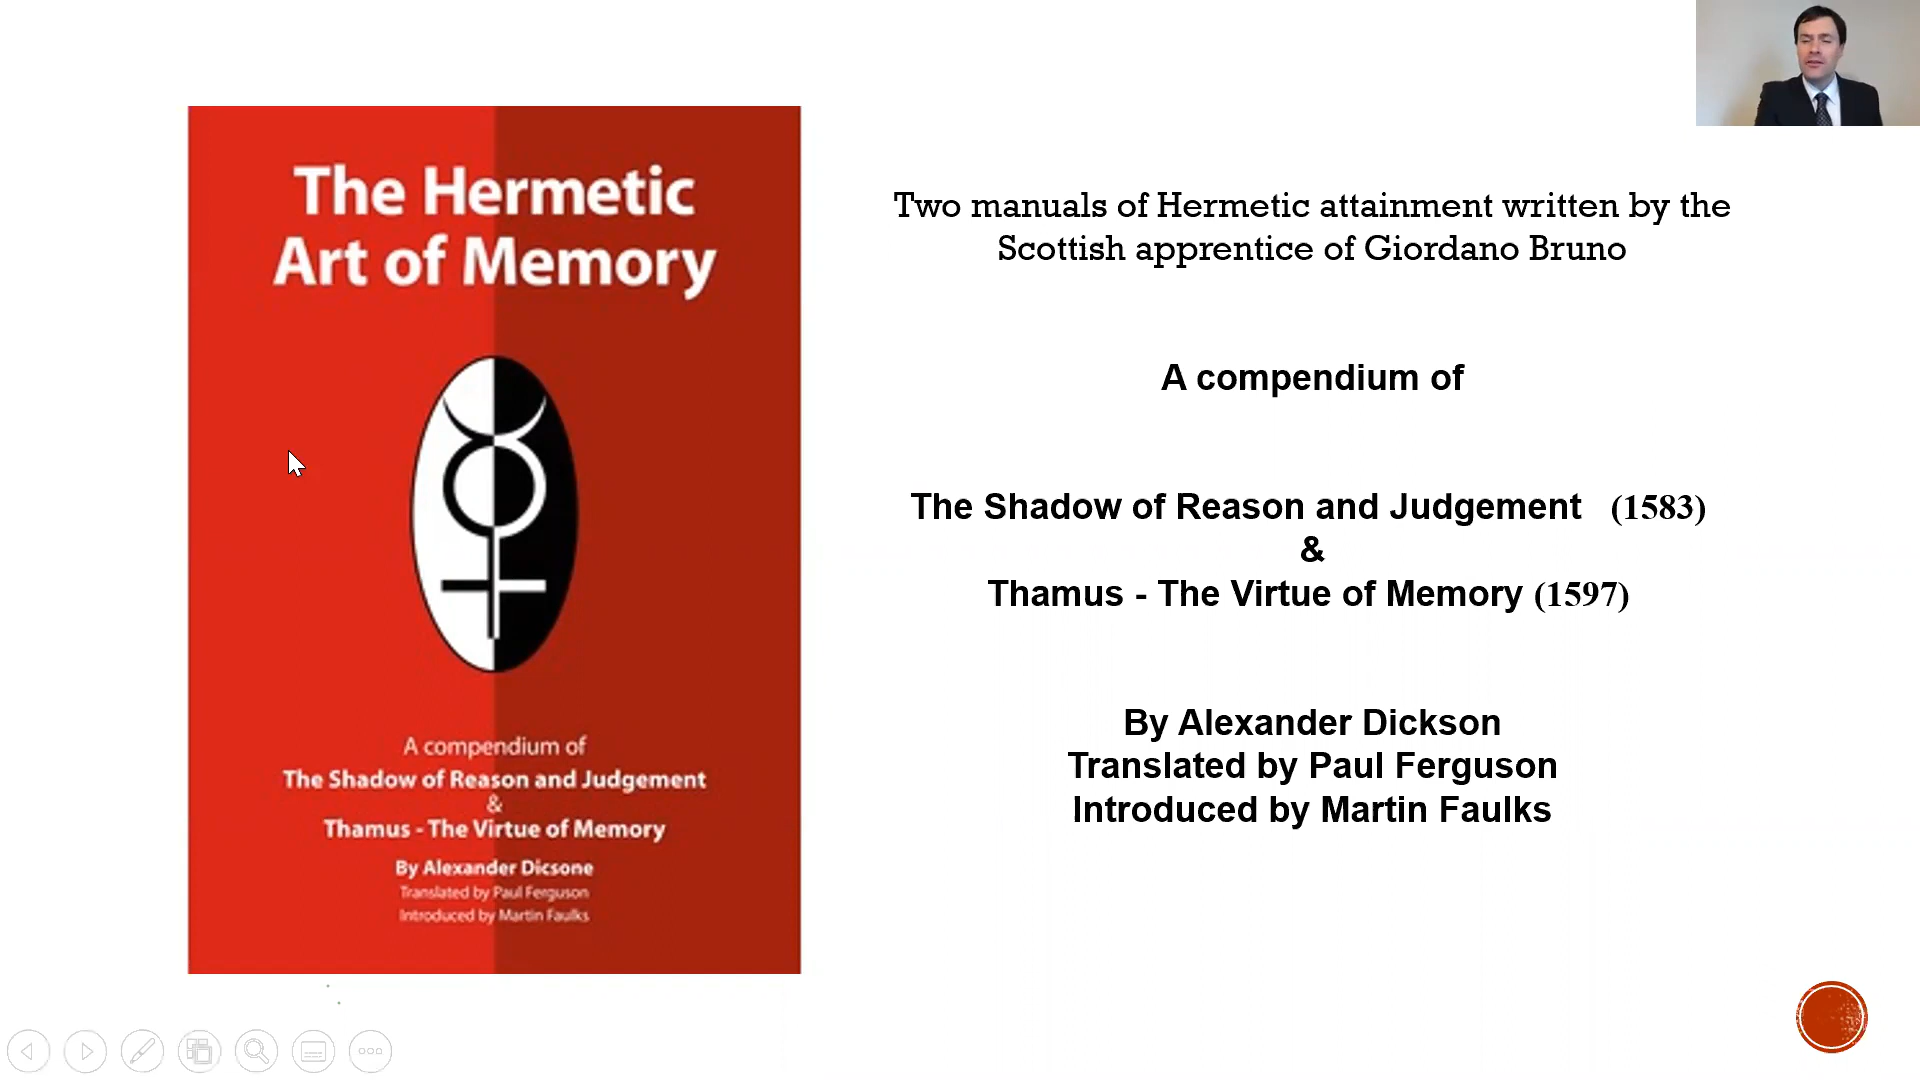 The Hermetic
Art of Memory
A compendium of
The Shadow of Reason and Judgement
&
Thamus - The Virtue of Memory
By Alexander Dicsone
Translated by Paul Ferguson
Introduced by Martin Faulks
Two manuals of Hermetic attainment written by the
Scottish apprentice of Giordano Bruno
A compendium of
The Shadow of Reason and Judgement (1583)
&
Thamus - The Virtue of Memory (1597)
By Alexander Dickson
Translated by Paul Ferguson
Introduced by Martin Faulks